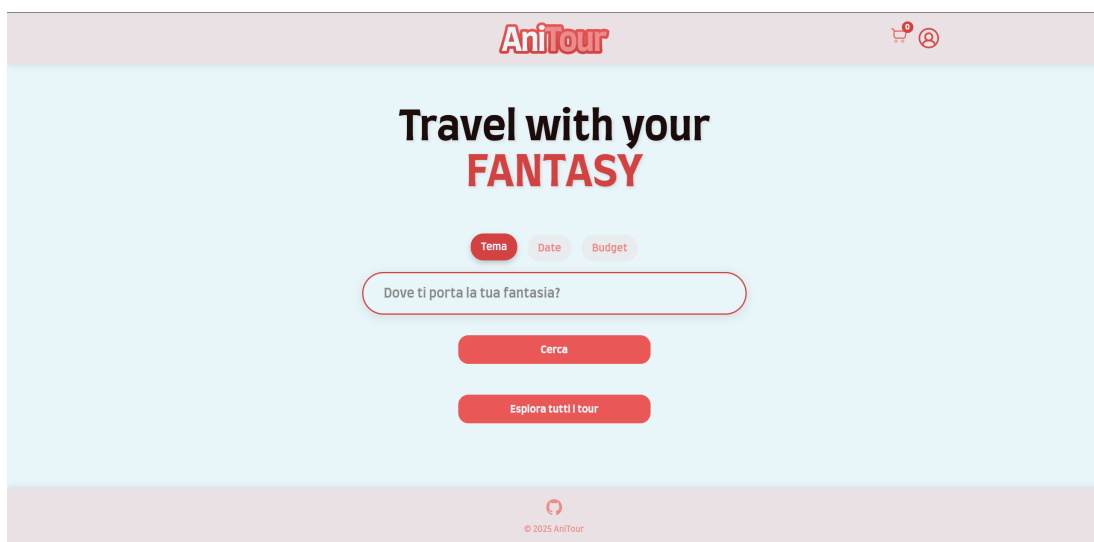 AniTour
0
Travel with your
FANTASY
Tema
Date
Budget
Dove ti porta la tua fantasia?
Cerca
Esplora tutti i tour
© 2025 AniTour